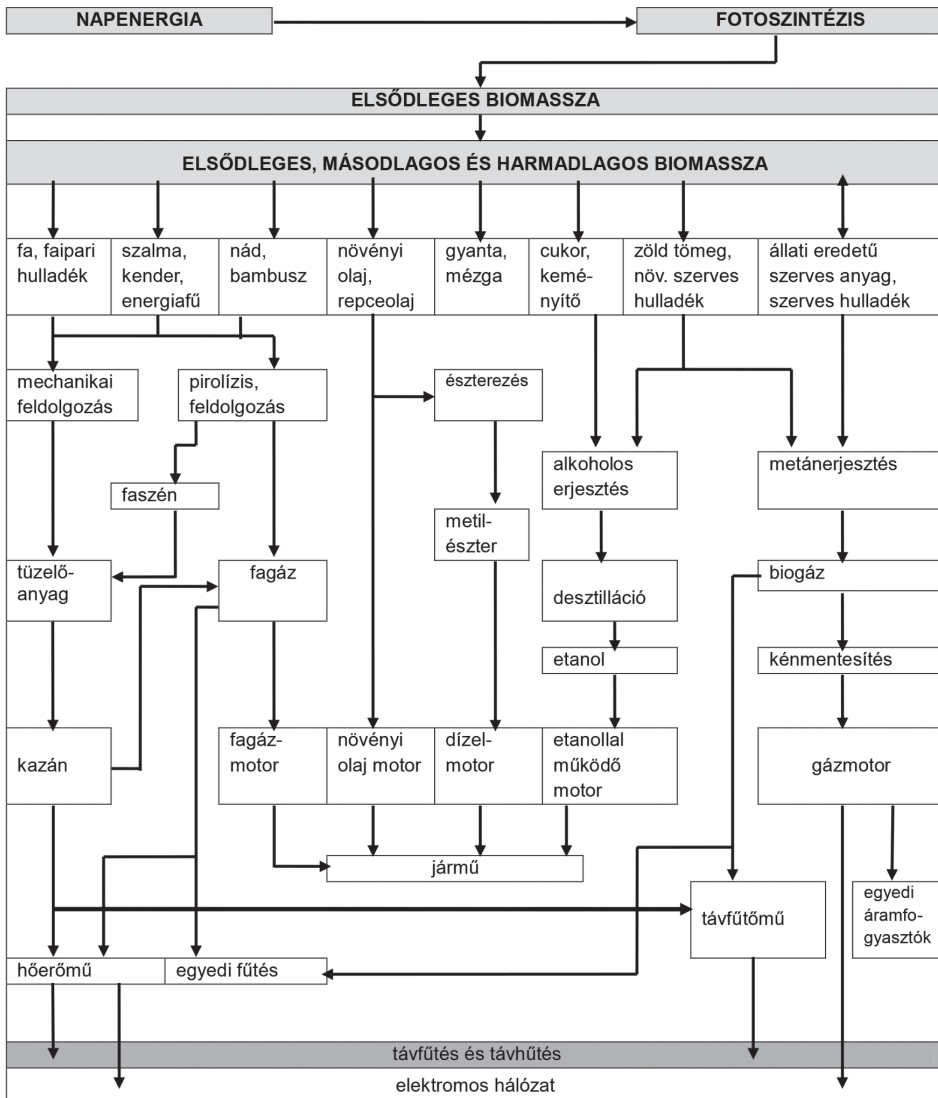 NAPENERGIA
FOTOSZINTÉZIS
ELSŐDLEGES BIOMASSZA
ELSŐDLEGES, MÁSODLAGOS ÉS HARMADLAGOS BIOMASSZA
fa, faipari
hulladék
szalma,
kender,
energiafű
nád,
bambusz
növényi
olaj,
repceolaj
gyanta,
mézga
cukor,
kemé-
nyítő
zöld tömeg,
növ. szerves
hulladék
állati eredetű
szerves anyag,
szerves hulladék
mechanikai
feldolgozás
pirolízis,
feldolgozás
észterezés
alkoholos
erjesztés
metánerjesztés
faszén
metil-
észter
tüzelő-
anyag
fagáz
desztilláció
biogáz
etanol
kénmentesítés
kazán
fagáz-
motor
növényi
olaj motor
dízel-
motor
etanollal
működő
motor
gázmotor
jármű
távfűtőmű
egyedi
áramfo-
gyasztók
hőerőmű
egyedi fűtés
távfűtés és távhűtés
elektromos hálózat